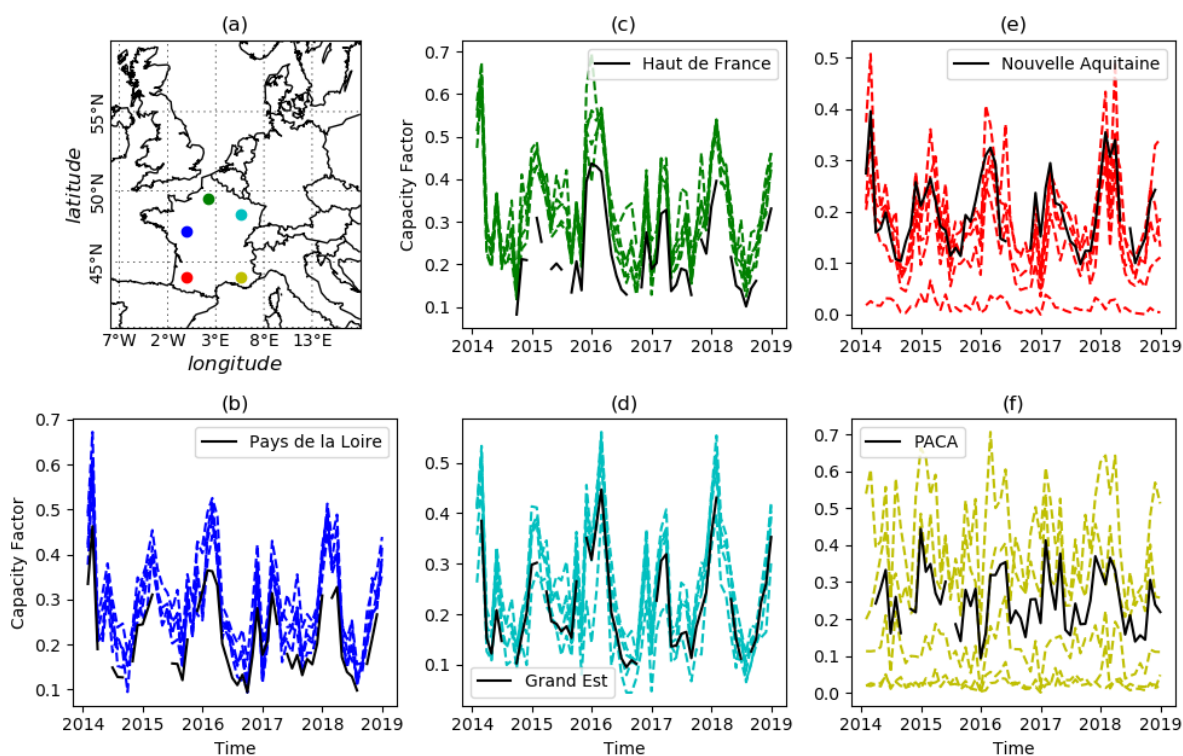 (a)
55°N
50°N
45°N
latitude
7°W 2°W 3°E 8°E 13°E
longitude
(c)
0.7
0.6
0.5
0.4
0.3
0.2
0.1
Capacity Factor
Haut de France
2014 2015 2016 2017 2018 2019
(e)
0.5
0.4
0.3
0.2
0.1
0.0
Nouvelle Aquitaine
2014 2015 2016 2017 2018 2019
(b)
0.7
0.6
0.5
0.4
0.3
0.2
0.1
Capacity Factor
Pays de la Loire
2014 2015 2016 2017 2018 2019
Time
(d)
0.5
0.4
0.3
0.2
0.1
Grand Est
2014 2015 2016 2017 2018 2019
Time
(f)
0.7
0.6
0.5
0.4
0.3
0.2
0.1
0.0
PACA
2014 2015 2016 2017 2018 2019
Time